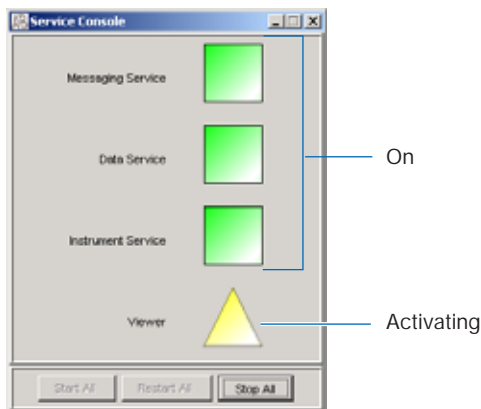 Service Console
Messaging Service
Data Service
On
Instrument Service
Viewer
Activating
Start All
Restart All
Stop All